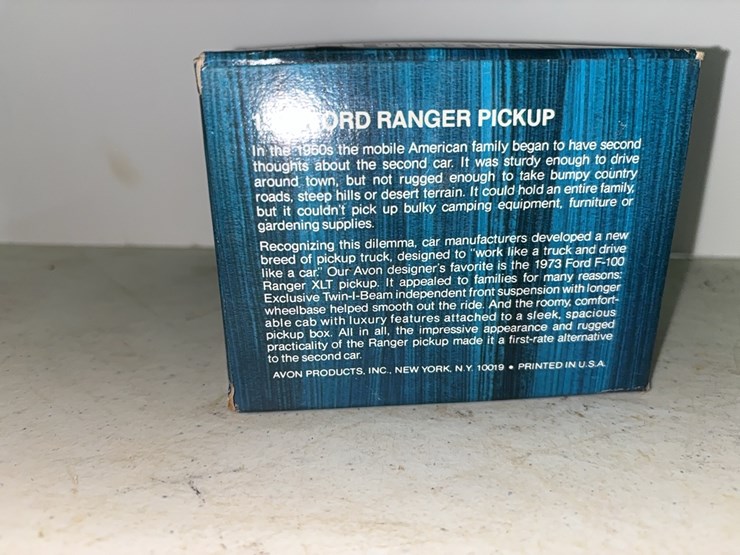 FORD RANGER PICKUP
In the 1960s the mobile American family began to have second
thoughts about the second car. It was sturdy enough to drive
around town, but not rugged enough to take bumpy country
roads, steep hills or desert terrain. It could hold an entire family,
but it couldn't pick up bulky camping equipment, furniture or
gardening supplies.
Recognizing this dilemma, car manufacturers developed a new
breed of pickup truck, designed to "work like a truck and drive
like a car." Our Avon designer's favorite is the 1973 Ford F-100
Ranger XLT pickup. It appealed to families for many reasons:
Exclusive Twin-I-Beam independent front suspension with longer
wheelbase helped smooth out the ride. And the roomy, comfort-
able cab with luxury features attached to a sleek, spacious
pickup box. All in all, the impressive appearance and rugged
practicality of the Ranger pickup made it a first-rate alternative
to the second car.
AVON PRODUCTS, INC., NEW YORK, N.Y. 10019 • PRINTED IN U.S.A.